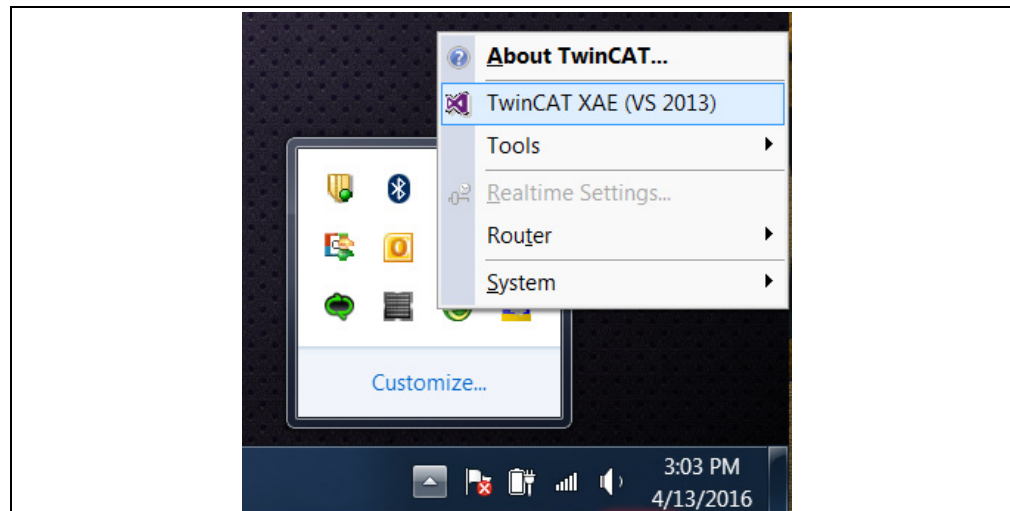 About TwinCAT...
TwinCAT XAE (VS 2013)
Tools
Realtime Settings...
Router
System
Customize...
3:03 PM
4/13/2016